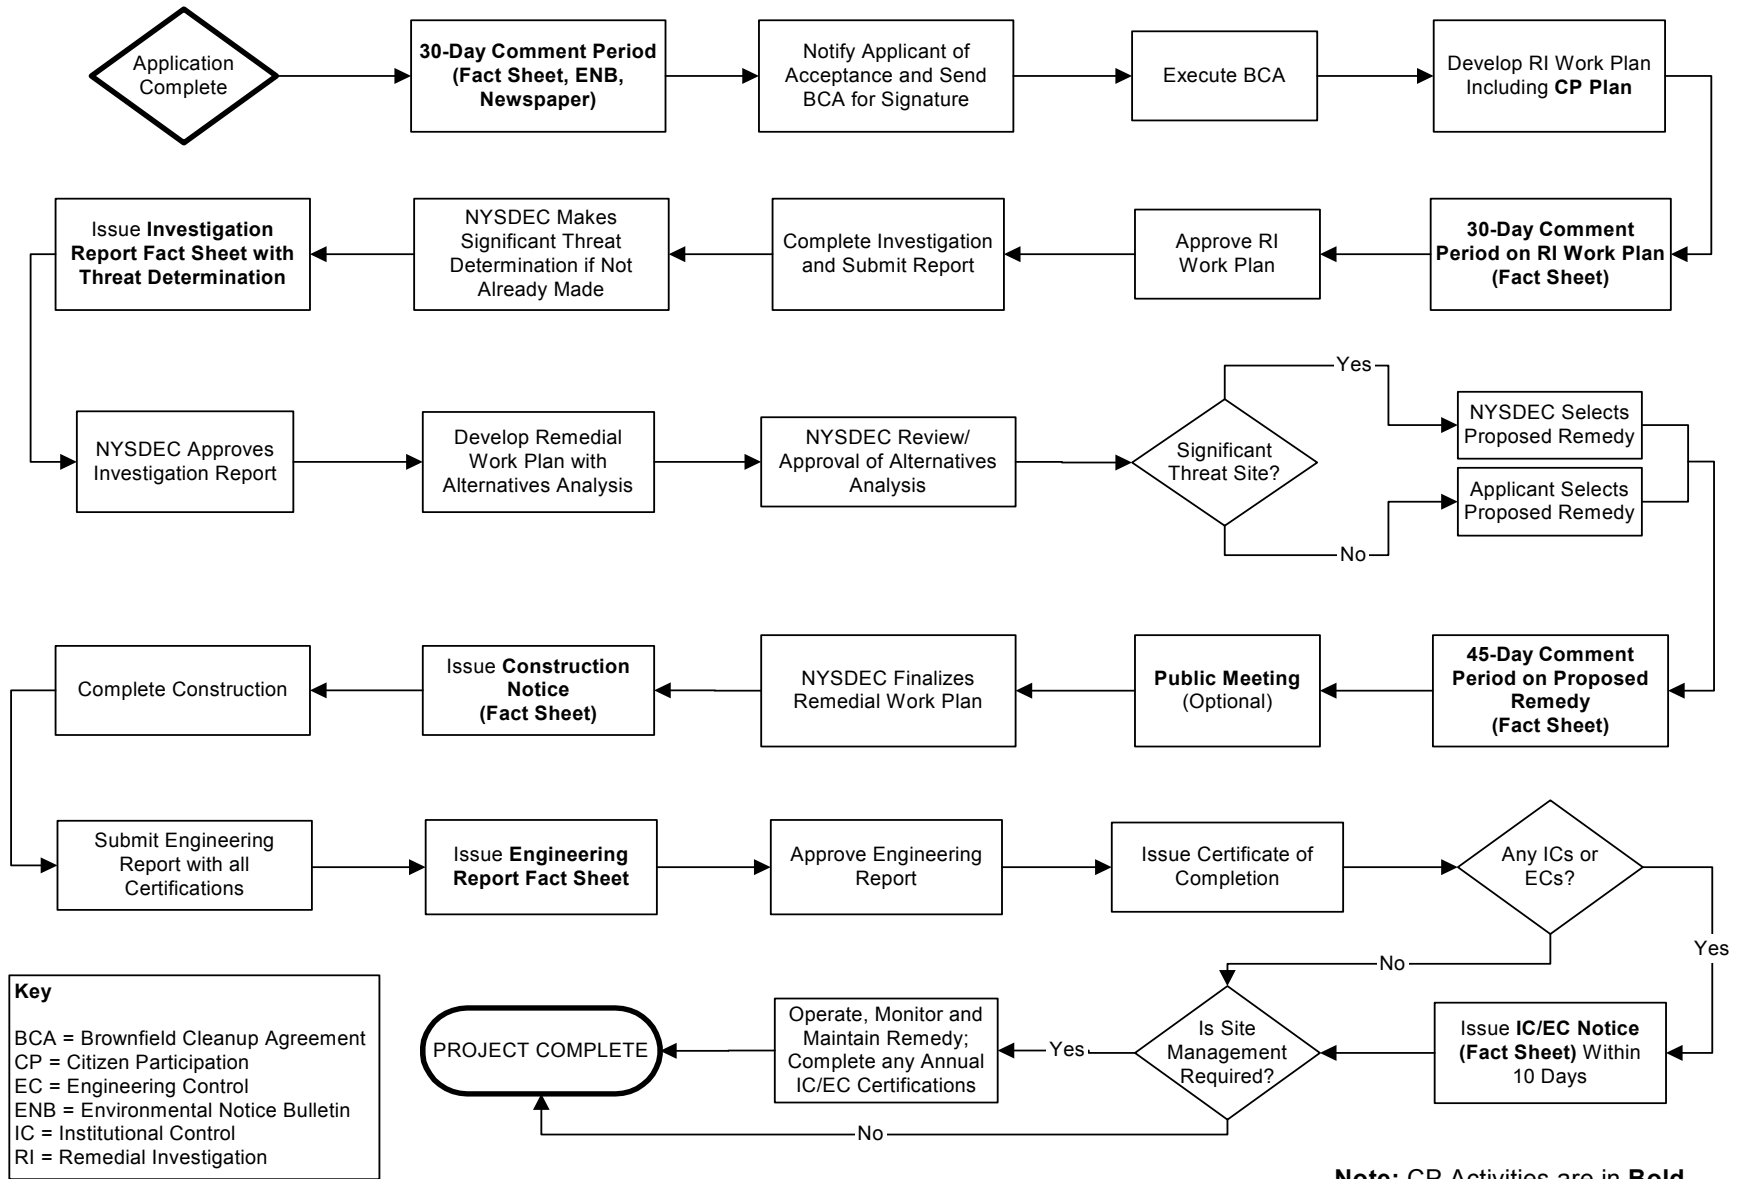 Application
Complete
30-Day Comment Period
(Fact Sheet, ENB,
Newspaper)
Notify Applicant of
Acceptance and Send
BCA for Signature
Execute BCA
Develop RI Work Plan
Including CP Plan
30-Day Comment
Period on RI Work Plan
(Fact Sheet)
Approve RI
Work Plan
Complete Investigation
and Submit Report
NYSDEC Makes
Significant Threat
Determination if Not
Already Made
Issue Investigation
Report Fact Sheet with
Threat Determination
NYSDEC Approves
Investigation Report
Develop Remedial
Work Plan with
Alternatives Analysis
NYSDEC Review/
Approval of Alternatives
Analysis
Significant
Threat Site?
Yes
NYSDEC Selects
Proposed Remedy
No
Applicant Selects
Proposed Remedy
45-Day Comment
Period on Proposed
Remedy
(Fact Sheet)
Public Meeting
(Optional)
NYSDEC Finalizes
Remedial Work Plan
Issue Construction
Notice
(Fact Sheet)
Complete Construction
Submit Engineering
Report with all
Certifications
Issue Engineering
Report Fact Sheet
Approve Engineering
Report
Issue Certificate of
Completion
Any ICs or
ECs?
Yes
No
Issue IC/EC Notice
(Fact Sheet) Within
10 Days
Is Site
Management
Required?
Yes
Operate, Monitor and
Maintain Remedy;
Complete any Annual
IC/EC Certifications
No
PROJECT COMPLETE
Key
BCA = Brownfield Cleanup Agreement
CP = Citizen Participation
EC = Engineering Control
ENB = Environmental Notice Bulletin
IC = Institutional Control
RI = Remedial Investigation
Note: CP Activities are in Bold